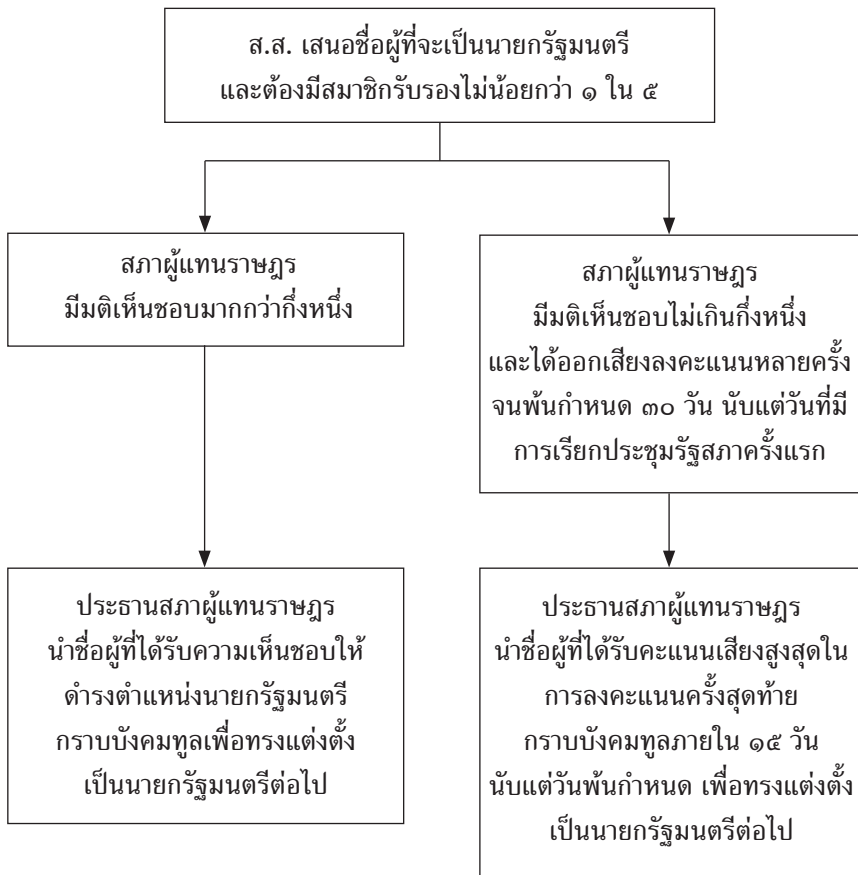 ส.ส. เสนอชื่อผู้ที่จะเป็นนายกรัฐมนตรี
และต้องมีสมาชิกรับรองไม่น้อยกว่า ๑ ใน ๕
สภาผู้แทนราษฎร
มีมติเห็นชอบมากกว่ากึ่งหนึ่ง
สภาผู้แทนราษฎร
มีมติเห็นชอบไม่เกินกึ่งหนึ่ง
และได้ออกเสียงลงคะแนนหลายครั้ง
จนพ้นกำหนด ๓๐ วัน นับแต่วันที่มี
การเรียกประชุมรัฐสภาครั้งแรก
ประธานสภาผู้แทนราษฎร
นำชื่อผู้ที่ได้รับความเห็นชอบให้
ดำรงตำแหน่งนายกรัฐมนตรี
กราบบังคมทูลเพื่อทรงแต่งตั้ง
เป็นนายกรัฐมนตรีต่อไป
ประธานสภาผู้แทนราษฎร
นำชื่อผู้ที่ได้รับคะแนนเสียงสูงสุดใน
การลงคะแนนครั้งสุดท้าย
กราบบังคมทูลภายใน ๑๕ วัน
นับแต่วันพ้นกำหนด เพื่อทรงแต่งตั้ง
เป็นนายกรัฐมนตรีต่อไป